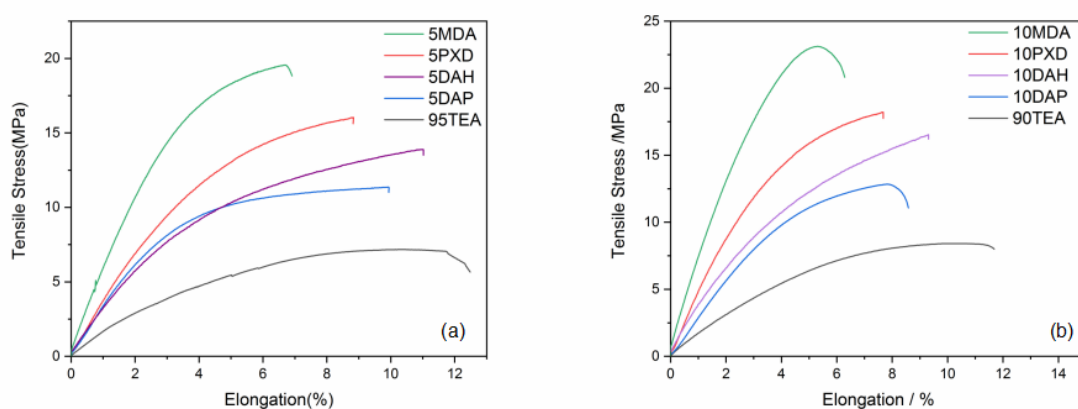 5MDA
5PXD
5DAH
5DAP
95TEA
20
15
10
5
0
Tensile Stress(MPa)
0 2 4 6 8 10 12
Elongation(%)
(a)
10MDA
10PXD
10DAH
10DAP
90TEA
25
20
15
10
5
0
Tensile Stress /MPa
0 2 4 6 8 10 12 14
Elongation / %
(b)